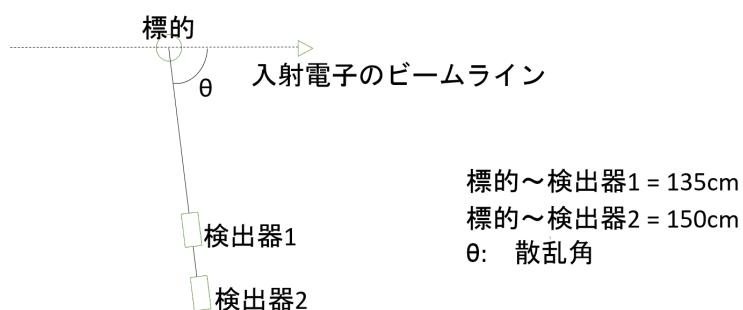 標的
θ
入射電子のビームライン
標的～検出器1 = 135cm
標的～検出器2 = 150cm
θ: 散乱角
検出器1
検出器2